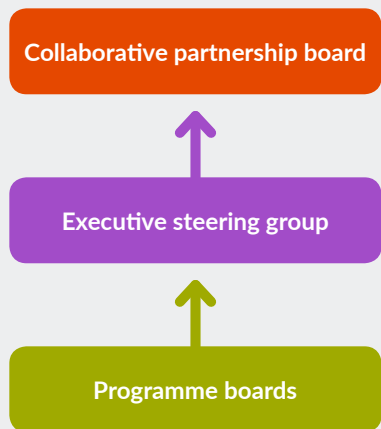 Collaborative partnership board
Executive steering group
Programme boards